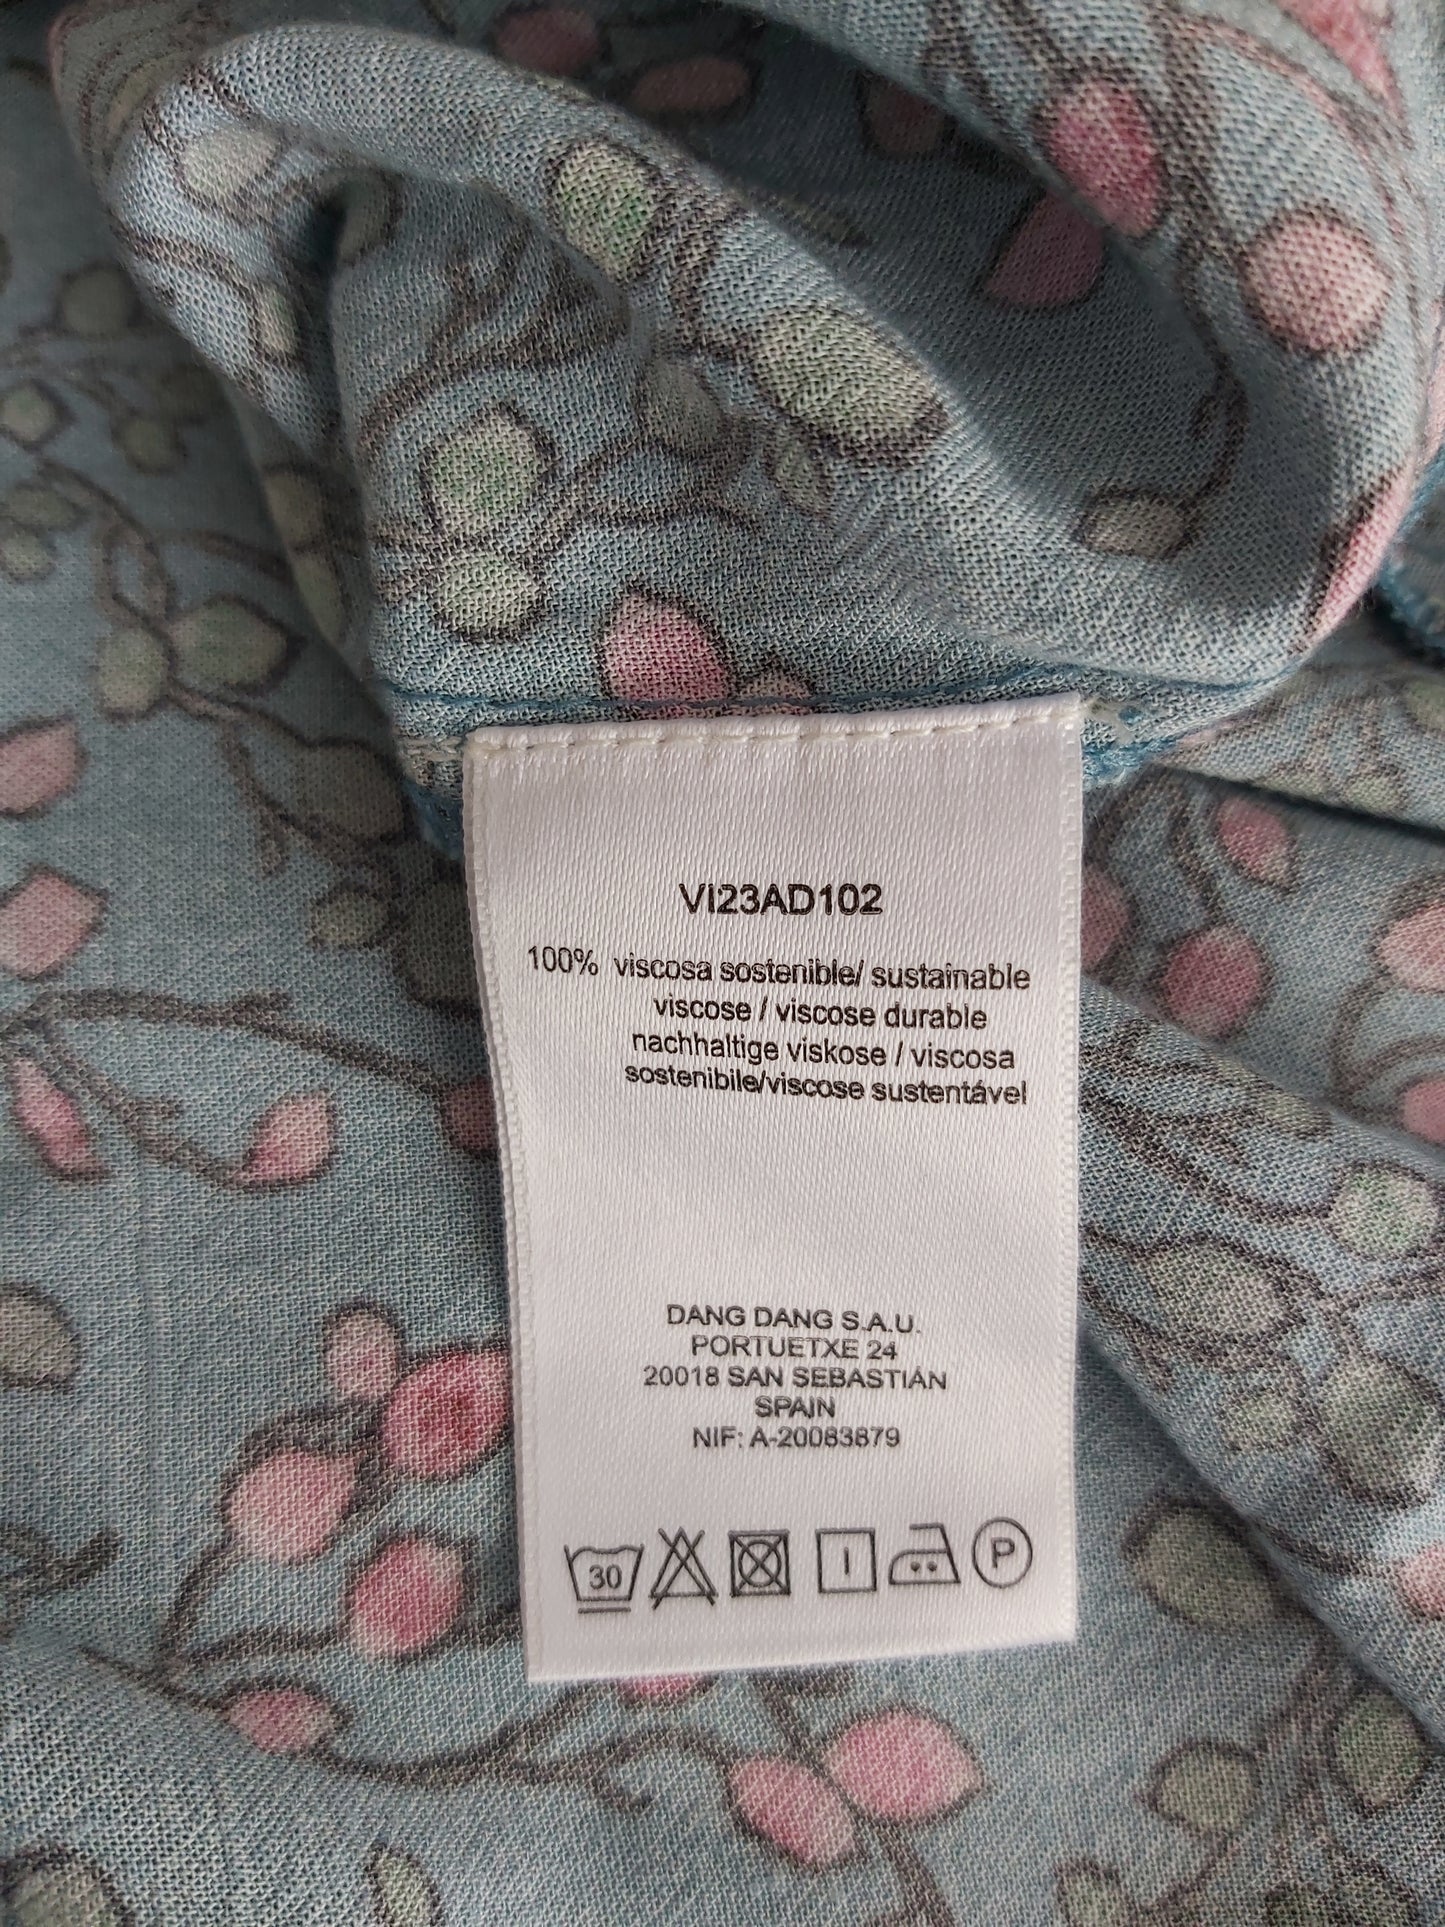 VI23AD102
100% viscosa sostenible/ sustainable
viscose / viscose durable
nachhaltige viskose / viscosa
sostenibile/viscose sustentável
DANG DANG S.A.U.
PORTUETXE 24
20018 SAN SEBASTIÁN
SPAIN
NIF: A-20083879
30 P